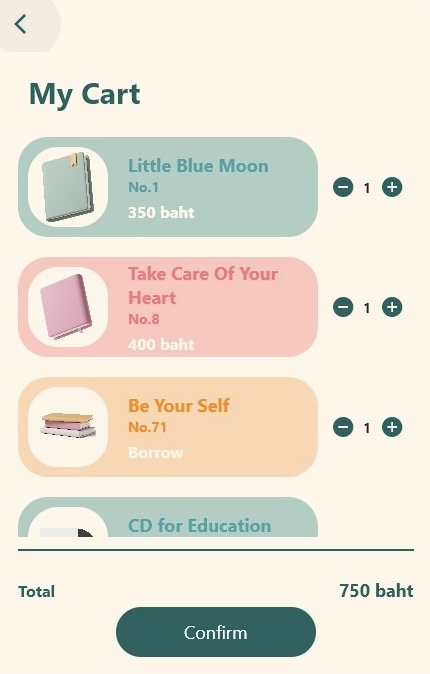 My Cart
Little Blue Moon
No.1
350 baht
1
Take Care Of Your
Heart
No.8
400 baht
1
Be Your Self
No.71
Borrow
1
CD for Education
Total
750 baht
Confirm